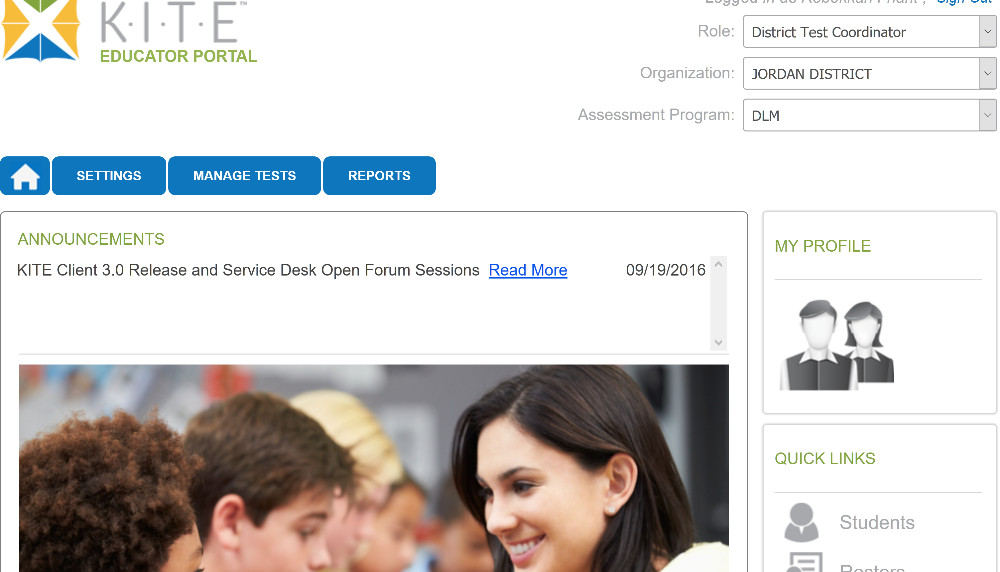 K·I·T·E™
EDUCATOR PORTAL
Logged in as
Sign Out
Role: District Test Coordinator
Organization: JORDAN DISTRICT
Assessment Program: DLM
SETTINGS MANAGE TESTS REPORTS
ANNOUNCEMENTS
KITE Client 3.0 Release and Service Desk Open Forum Sessions Read More 09/19/2016
MY PROFILE
QUICK LINKS
Students
Rosters